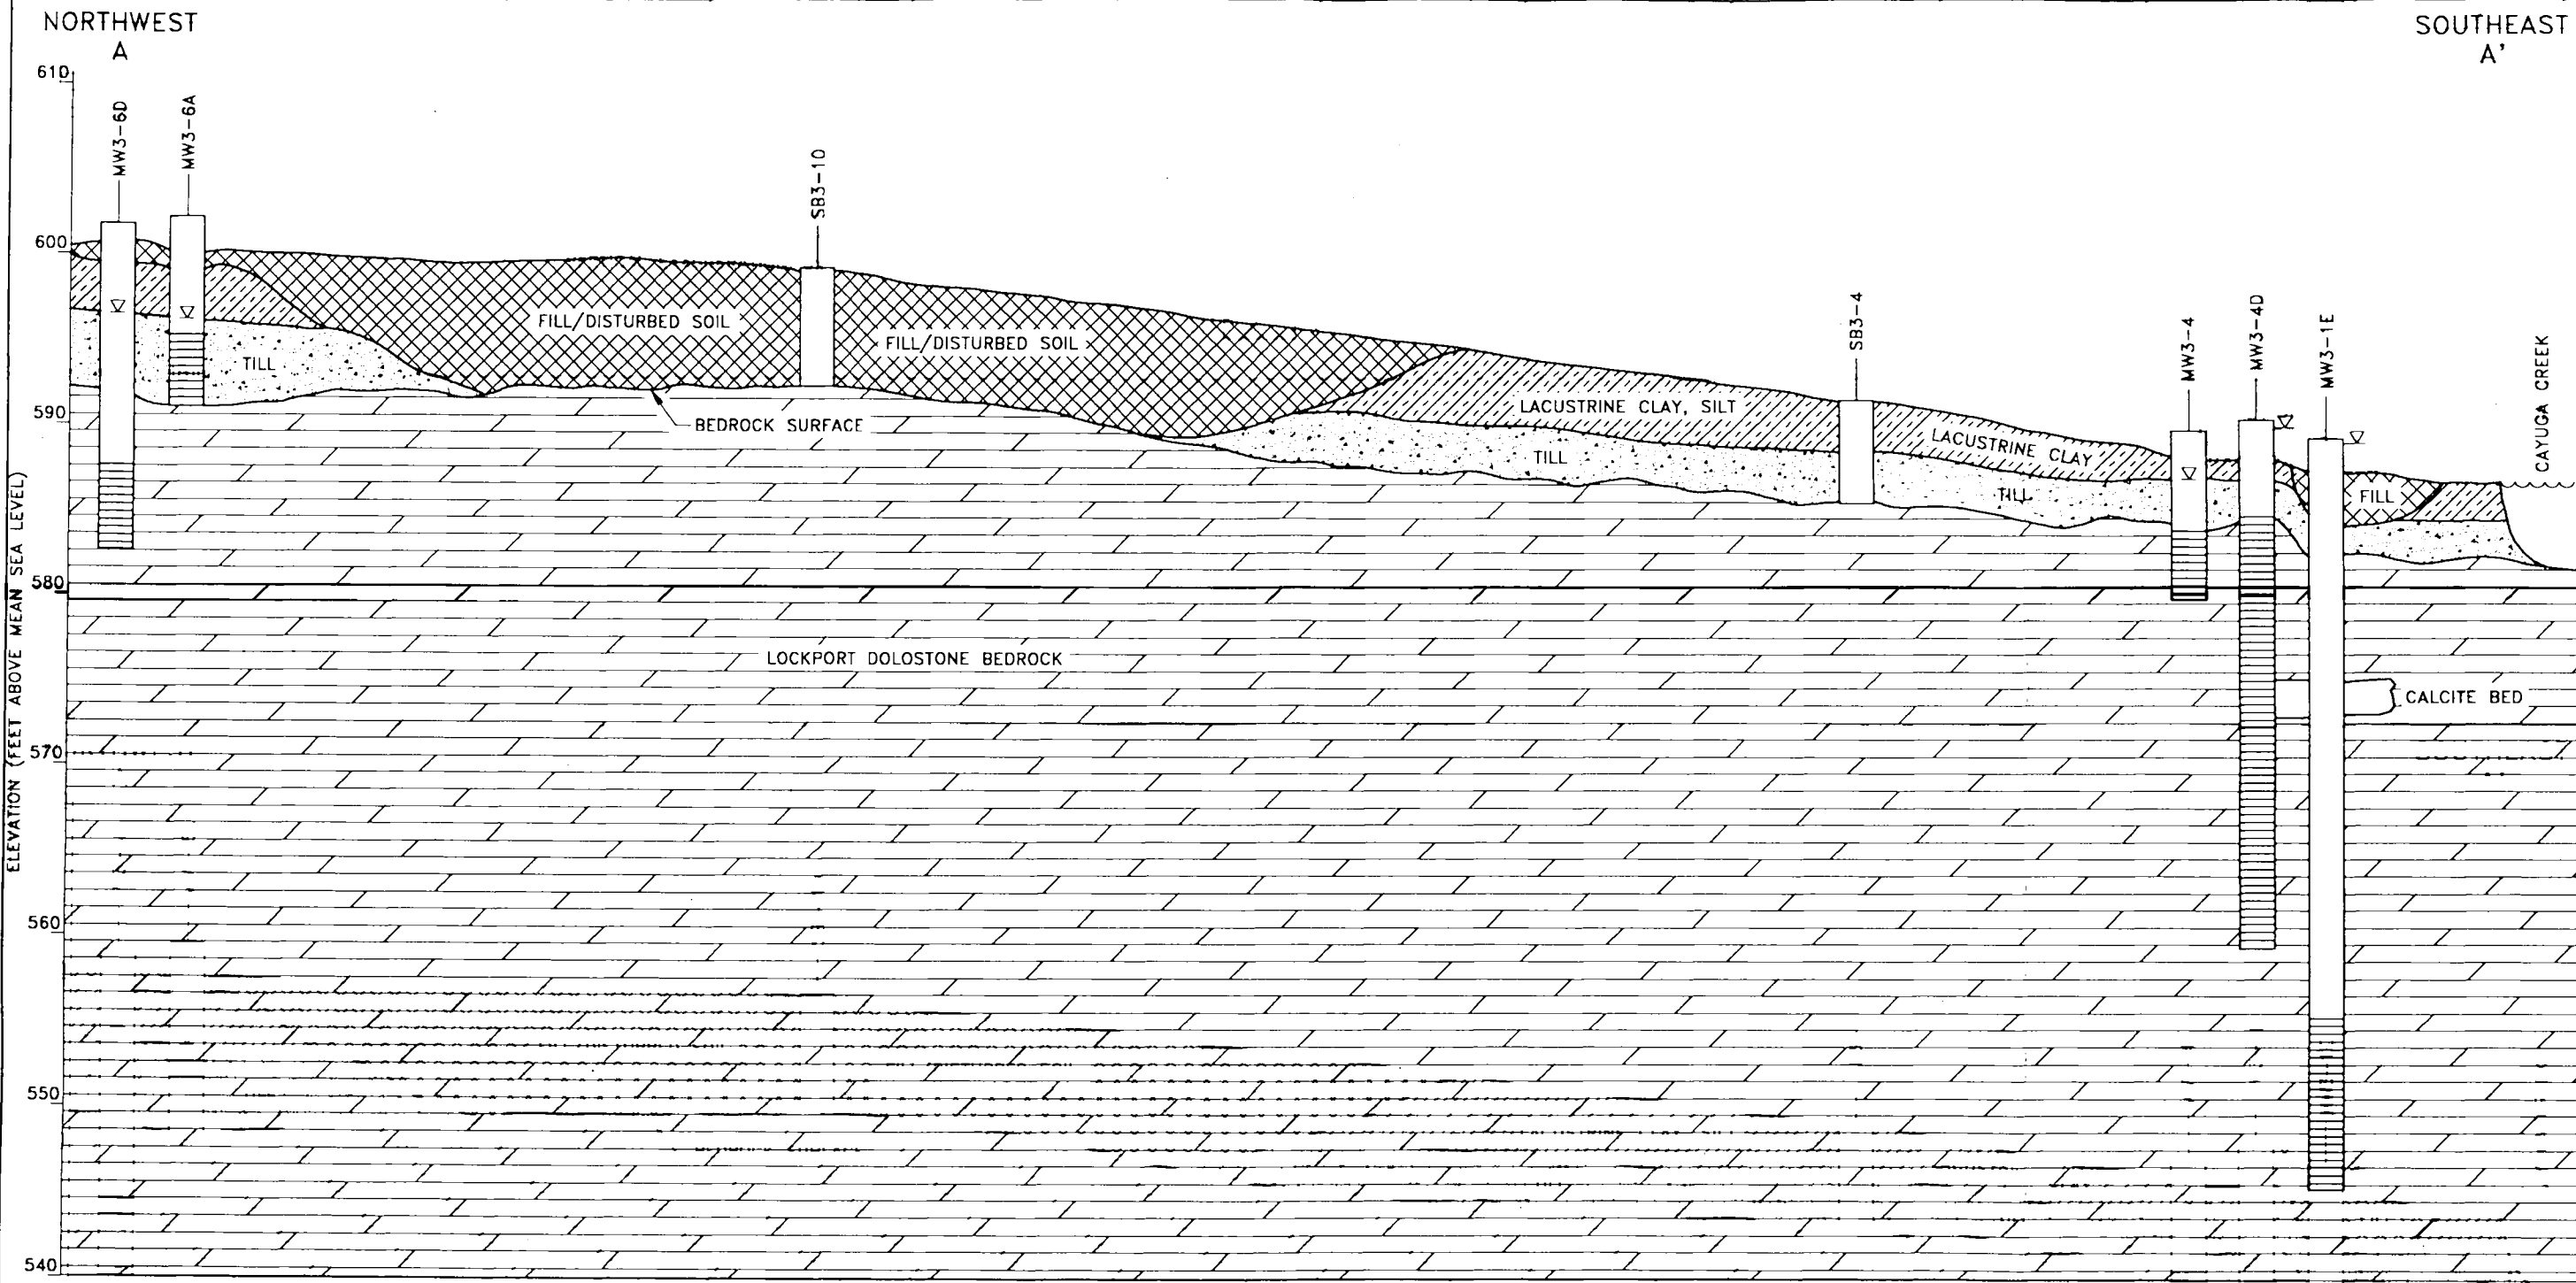 NORTHWEST
A
SOUTHEAST
A'
610
600
590
580
570
560
550
540
ELEVATION (FEET ABOVE MEAN SEA LEVEL)
MW3-6D
MW3-6A
SB3-10
SB3-4
MW3-4
MW3-4D
MW3-1E
CAYUGA CREEK
FILL/DISTURBED SOIL
FILL/DISTURBED SOIL
TILL
BEDROCK SURFACE
LACUSTRINE CLAY, SILT
LACUSTRINE CLAY
TILL
TILL
FILL
LOCKPORT DOLOSTONE BEDROCK
CALCITE BED